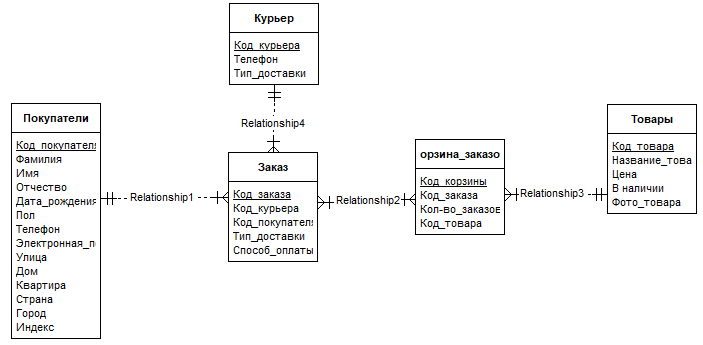 Курьер
Код_курьера
Телефон
Тип_доставки
Relationship4
Покупатели
Код_покупателя
Фамилия
Имя
Отчество
Дата_рождения
Пол
Телефон
Электронная_п
Улица
Дом
Квартира
Страна
Город
Индекс
Relationship1
Заказ
Код_заказа
Код_курьера
Код_покупателя
Тип_доставки
Способ_оплаты
Relationship2
орзина_заказо
Код_корзины
Код_заказа
Кол-во_заказов
Код_товара
Relationship3
Товары
Код_товара
Название_това
Цена
В наличии
Фото_товара